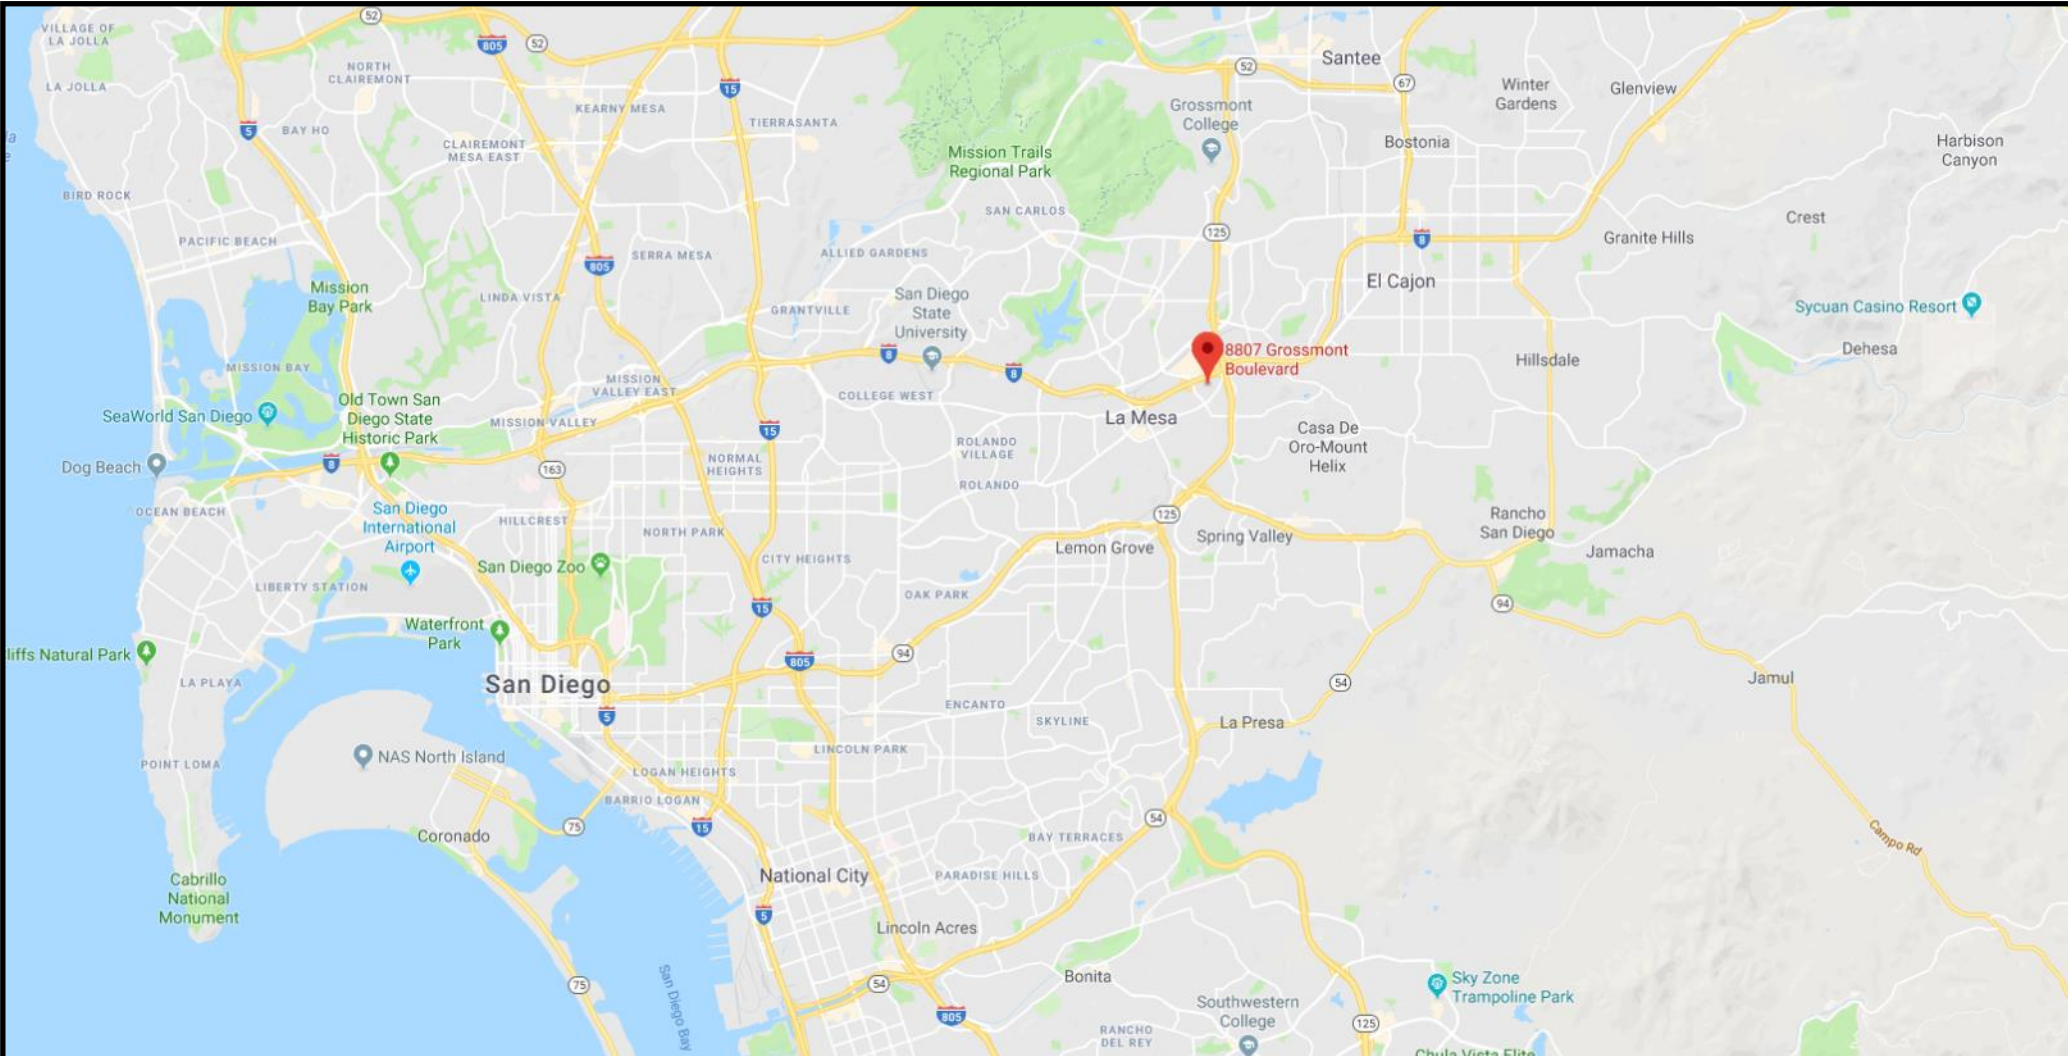 52
VILLAGE OF
LA JOLLA
805
52
Santee
NORTH
CLAIREMONT
52
67
LA JOLLA
15
Winter
Gardens
Glenview
KEARNY MESA
Grossmont
College
5
BAY HO
TIERRASANTA
CLAIREMONT
MESA EAST
Mission Trails
Regional Park
Bostonia
Harbison
Canyon
BIRD ROCK
SAN CARLOS
125
Crest
PACIFIC BEACH
8
Granite Hills
805
SERRA MESA
ALLIED GARDENS
El Cajon
Mission
Bay Park
LINDA VISTA
San Diego
State
University
GRANTVILLE
Sycuan Casino Resort
8
8807 Grossmont
Boulevard
Dehesa
Hillsdale
MISSION BAY
8
MISSION
VALLEY EAST
COLLEGE WEST
SeaWorld San Diego
Old Town San
Diego State
Historic Park
MISSION VALLEY
15
La Mesa
Casa De
Oro-Mount
Helix
ROLANDO
VILLAGE
Dog Beach
8
163
NORMAL
HEIGHTS
ROLANDO
OCEAN BEACH
San Diego
International
Airport
HILLCREST
NORTH PARK
125
Spring Valley
Rancho
San Diego
Lemon Grove
Jamacha
San Diego Zoo
CITY HEIGHTS
LIBERTY STATION
15
OAK PARK
94
Waterfront
Park
liffs Natural Park
805
94
LA PLAYA
San Diego
54
Jamul
5
ENCANTO
SKYLINE
La Presa
POINT LOMA
NAS North Island
LINCOLN PARK
LOGAN HEIGHTS
BARRIO LOGAN
Coronado
75
15
54
BAY TERRACES
Campo Rd
National City
PARADISE HILLS
Cabrillo
National
Monument
5
Lincoln Acres
San Diego Bay
75
54
Bonita
Sky Zone
Trampoline Park
805
Southwestern
College
125
RANCHO
DEL REY
Chula Vista Elite